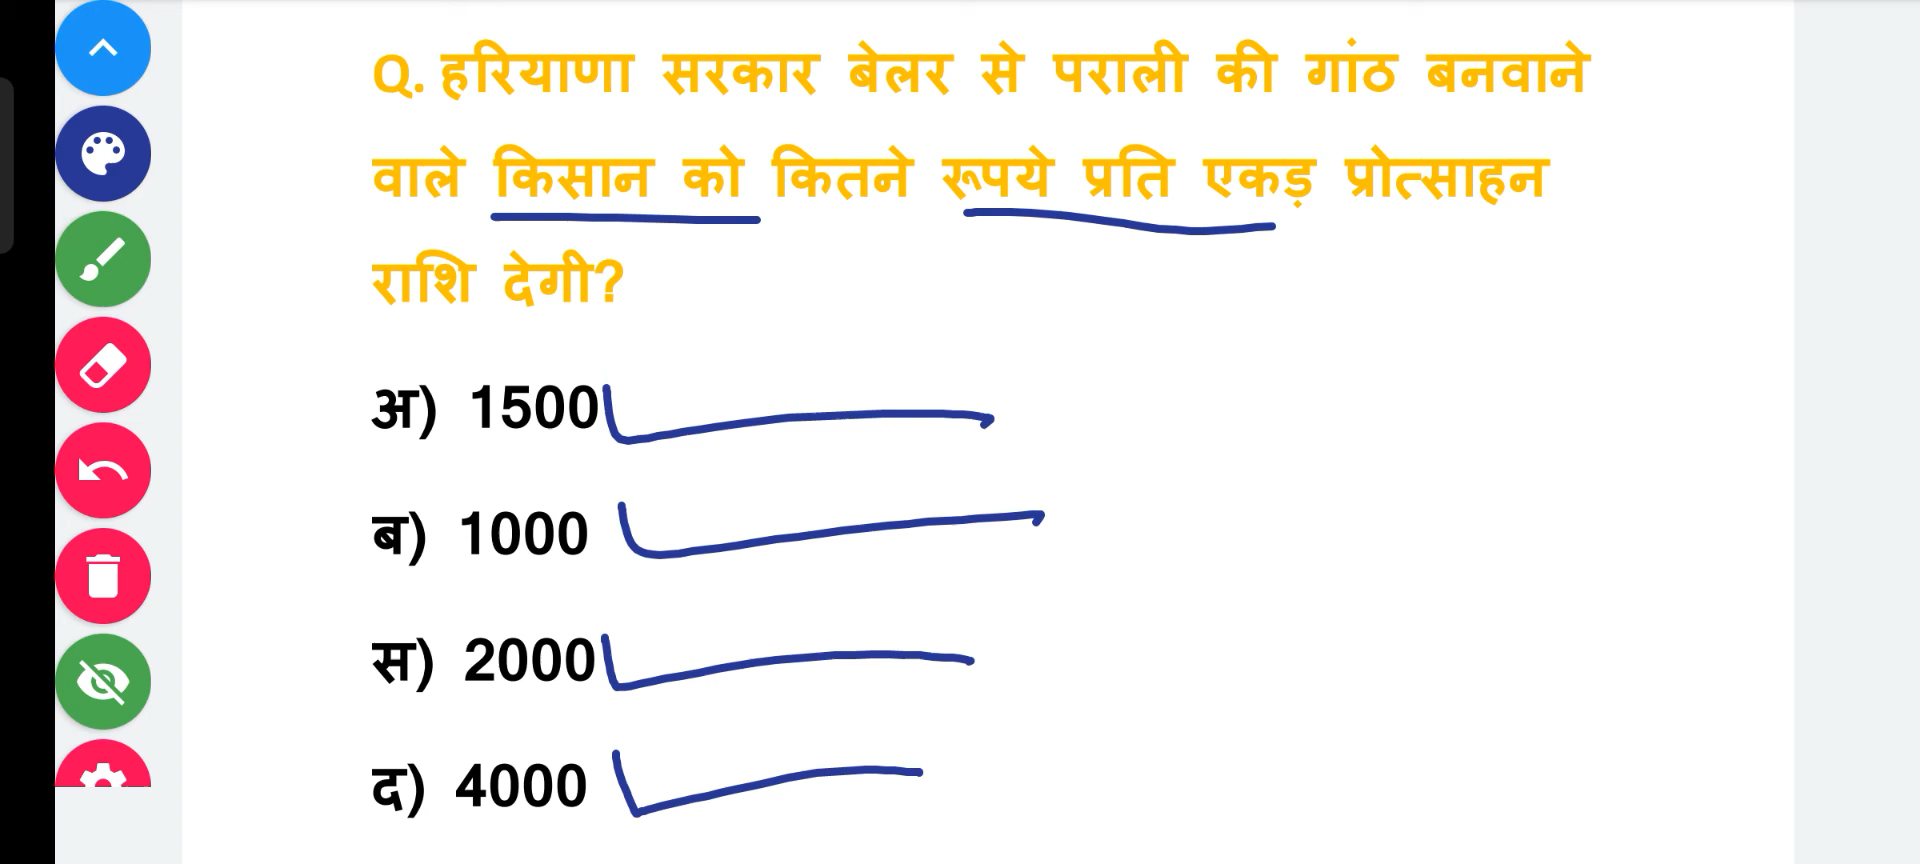 Q. हरियाणा सरकार बेलर से पराली की गांठ बनवाने
वाले किसान को कितने रूपये प्रति एकड़ प्रोत्साहन
राशि देगी?
अ) 1500
ब) 1000
स) 2000
द) 4000